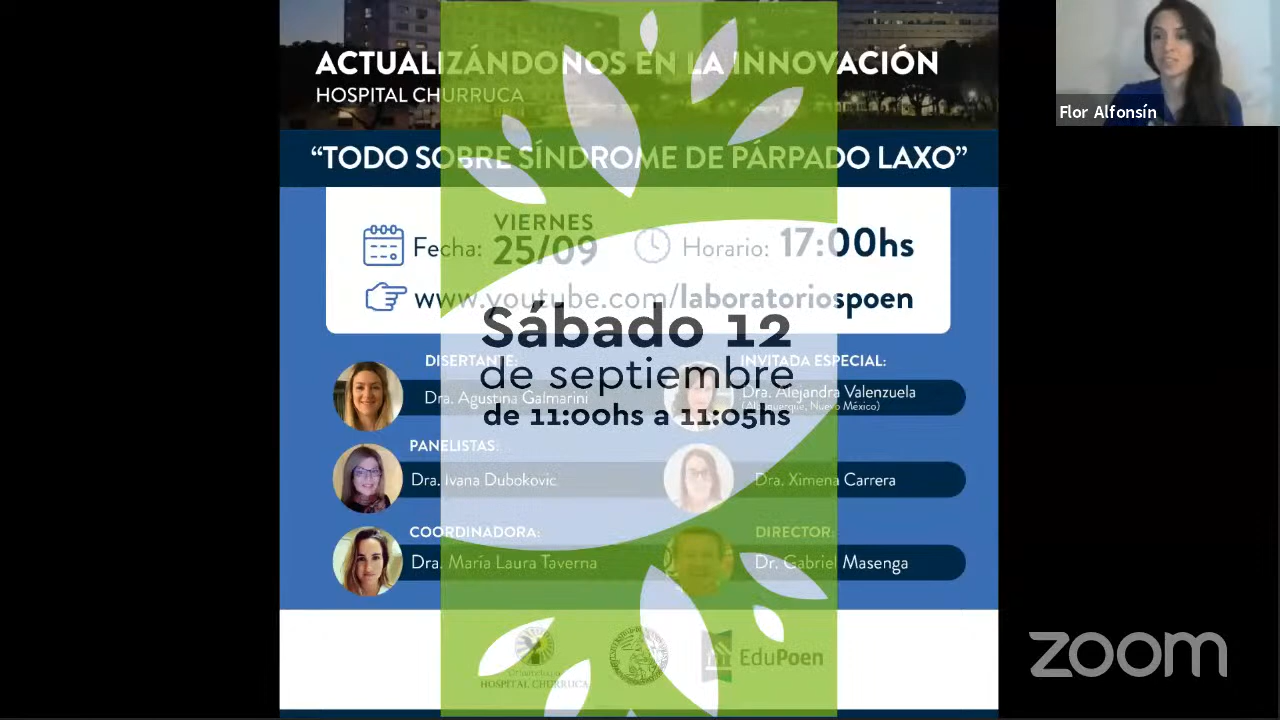 ACTUALIZÁNDONOS EN LA INNOVACIÓN
HOSPITAL CHURRUCA
Flor Alfonsín
“TODO SOBRE SÍNDROME DE PÁRPADO LAXO”
Fecha: VIERNES 25/09
Horario: 17:00hs
www.youtube.com/laboratoriospoen
Sábado 12
de septiembre
de 11:00hs a 11:05hs
DISERTANTE:
Dra. Agustina Galmarini
INVITADA ESPECIAL:
Dra. Alejandra Valenzuela
(Albuquerque, Nuevo México)
PANELISTAS:
Dra. Ivana Dubokovic
Dra. Ximena Carrera
COORDINADORA:
Dra. María Laura Taverna
DIRECTOR:
Dr. Gabriel Masenga
HOSPITAL CHURRUCA
EduPoen
zoom